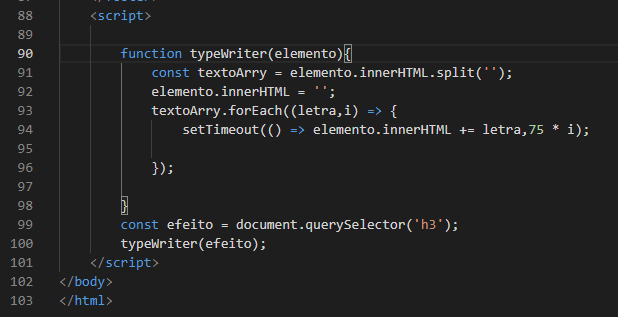 88 <script>
89
90 function typeWriter(elemento){
91 const textoArry = elemento.innerHTML.split('');
92 elemento.innerHTML = '';
93 textoArry.forEach((letra,i) => {
94 setTimeout(() => elemento.innerHTML += letra,75 * i);
95
96 });
97
98 }
99 const efeito = document.querySelector('h3');
100 typeWriter(efeito);
101 </script>
102 </body>
103 </html>